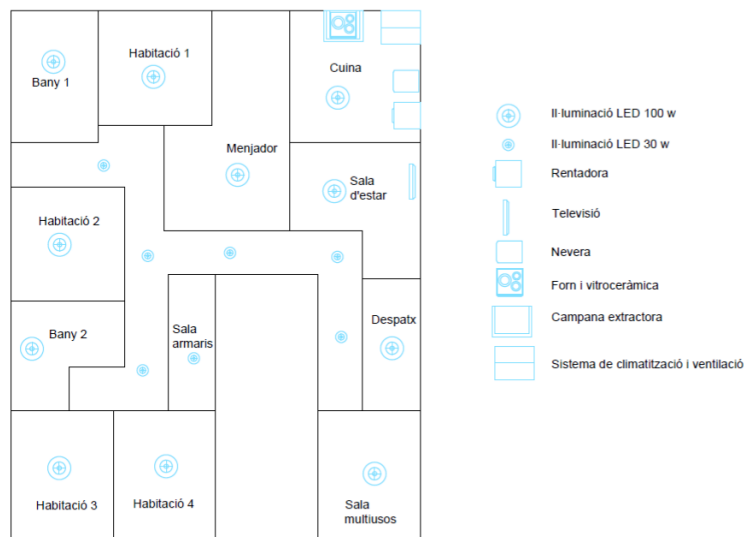 Bany 1
Habitació 1
Cuina
Menjador
Sala
d'estar
Habitació 2
Bany 2
Sala
armaris
Despatx
Habitació 3
Habitació 4
Sala
multiusos
Il·luminació LED 100 w
Il·luminació LED 30 w
Rentadora
Televisió
Nevera
Forn i vitroceràmica
Campana extractora
Sistema de climatització i ventilació